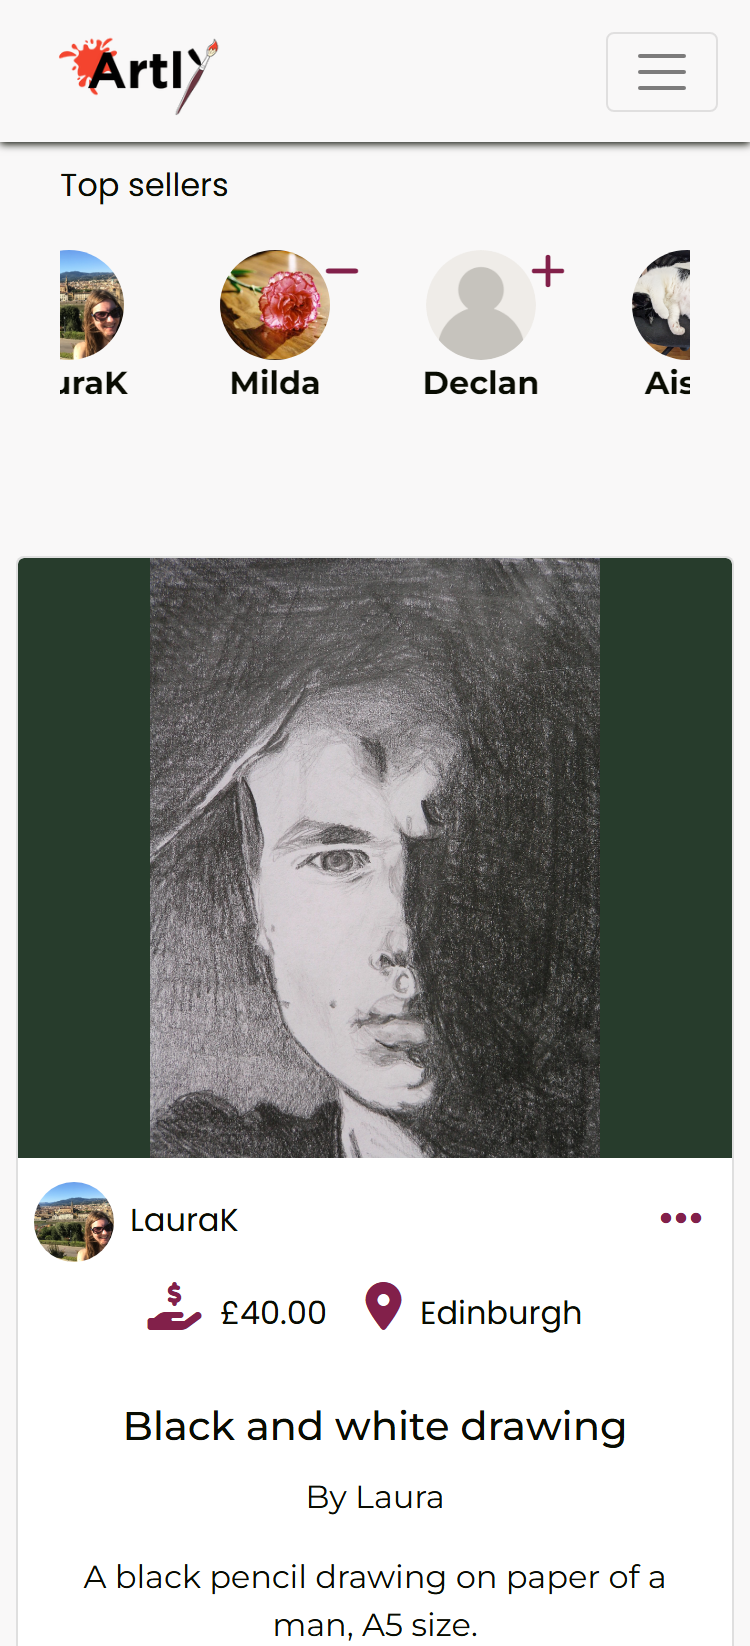 Artly
Top sellers
uraK Milda Declan Ais
LauraK
£40.00 Edinburgh
Black and white drawing
By Laura
A black pencil drawing on paper of a
man, A5 size.